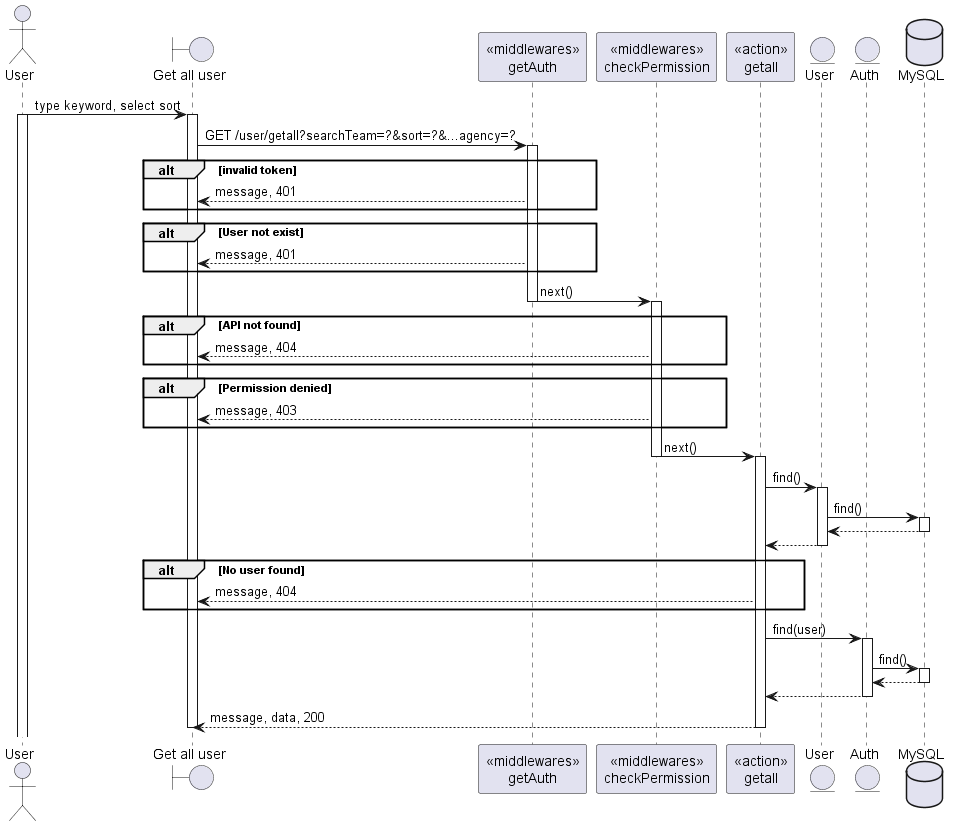 User
Get all user
«middlewares»
getAuth
«middlewares»
checkPermission
«action»
getall
User
Auth
MySQL
type keyword, select sort
GET /user/getall?searchTeam=?&sort=?&...agency=?
alt [invalid token]
message, 401
alt [User not exist]
message, 401
next()
alt [API not found]
message, 404
alt [Permission denied]
message, 403
next()
find()
find()
alt [No user found]
message, 404
find(user)
find()
message, data, 200
User
Get all user
«middlewares»
getAuth
«middlewares»
checkPermission
«action»
getall
User
Auth
MySQL